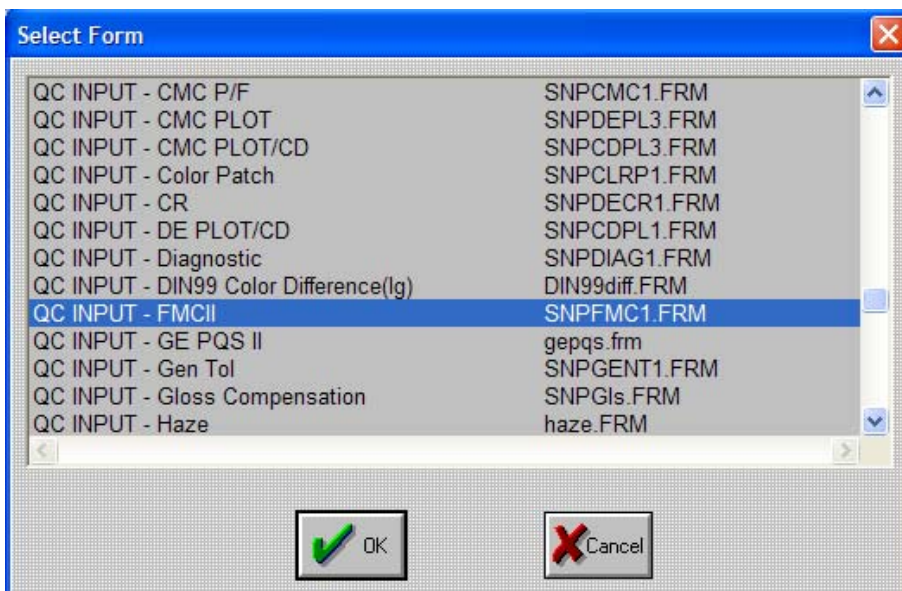 Select Form
QC INPUT - CMC P/F SNPCMC1.FRM
QC INPUT - CMC PLOT SNPDEPL3.FRM
QC INPUT - CMC PLOT/CD SNPCDPL3.FRM
QC INPUT - Color Patch SNPCLRP1.FRM
QC INPUT - CR SNPDECR1.FRM
QC INPUT - DE PLOT/CD SNPCDPL1.FRM
QC INPUT - Diagnostic SNPDIAG1.FRM
QC INPUT - DIN99 Color Difference(lg) DIN99diff.FRM
QC INPUT - FMCII SNPFMC1.FRM
QC INPUT - GE PQS II gepqs.frm
QC INPUT - Gen Tol SNPGENT1.FRM
QC INPUT - Gloss Compensation SNPGls.FRM
QC INPUT - Haze haze.FRM
OK Cancel